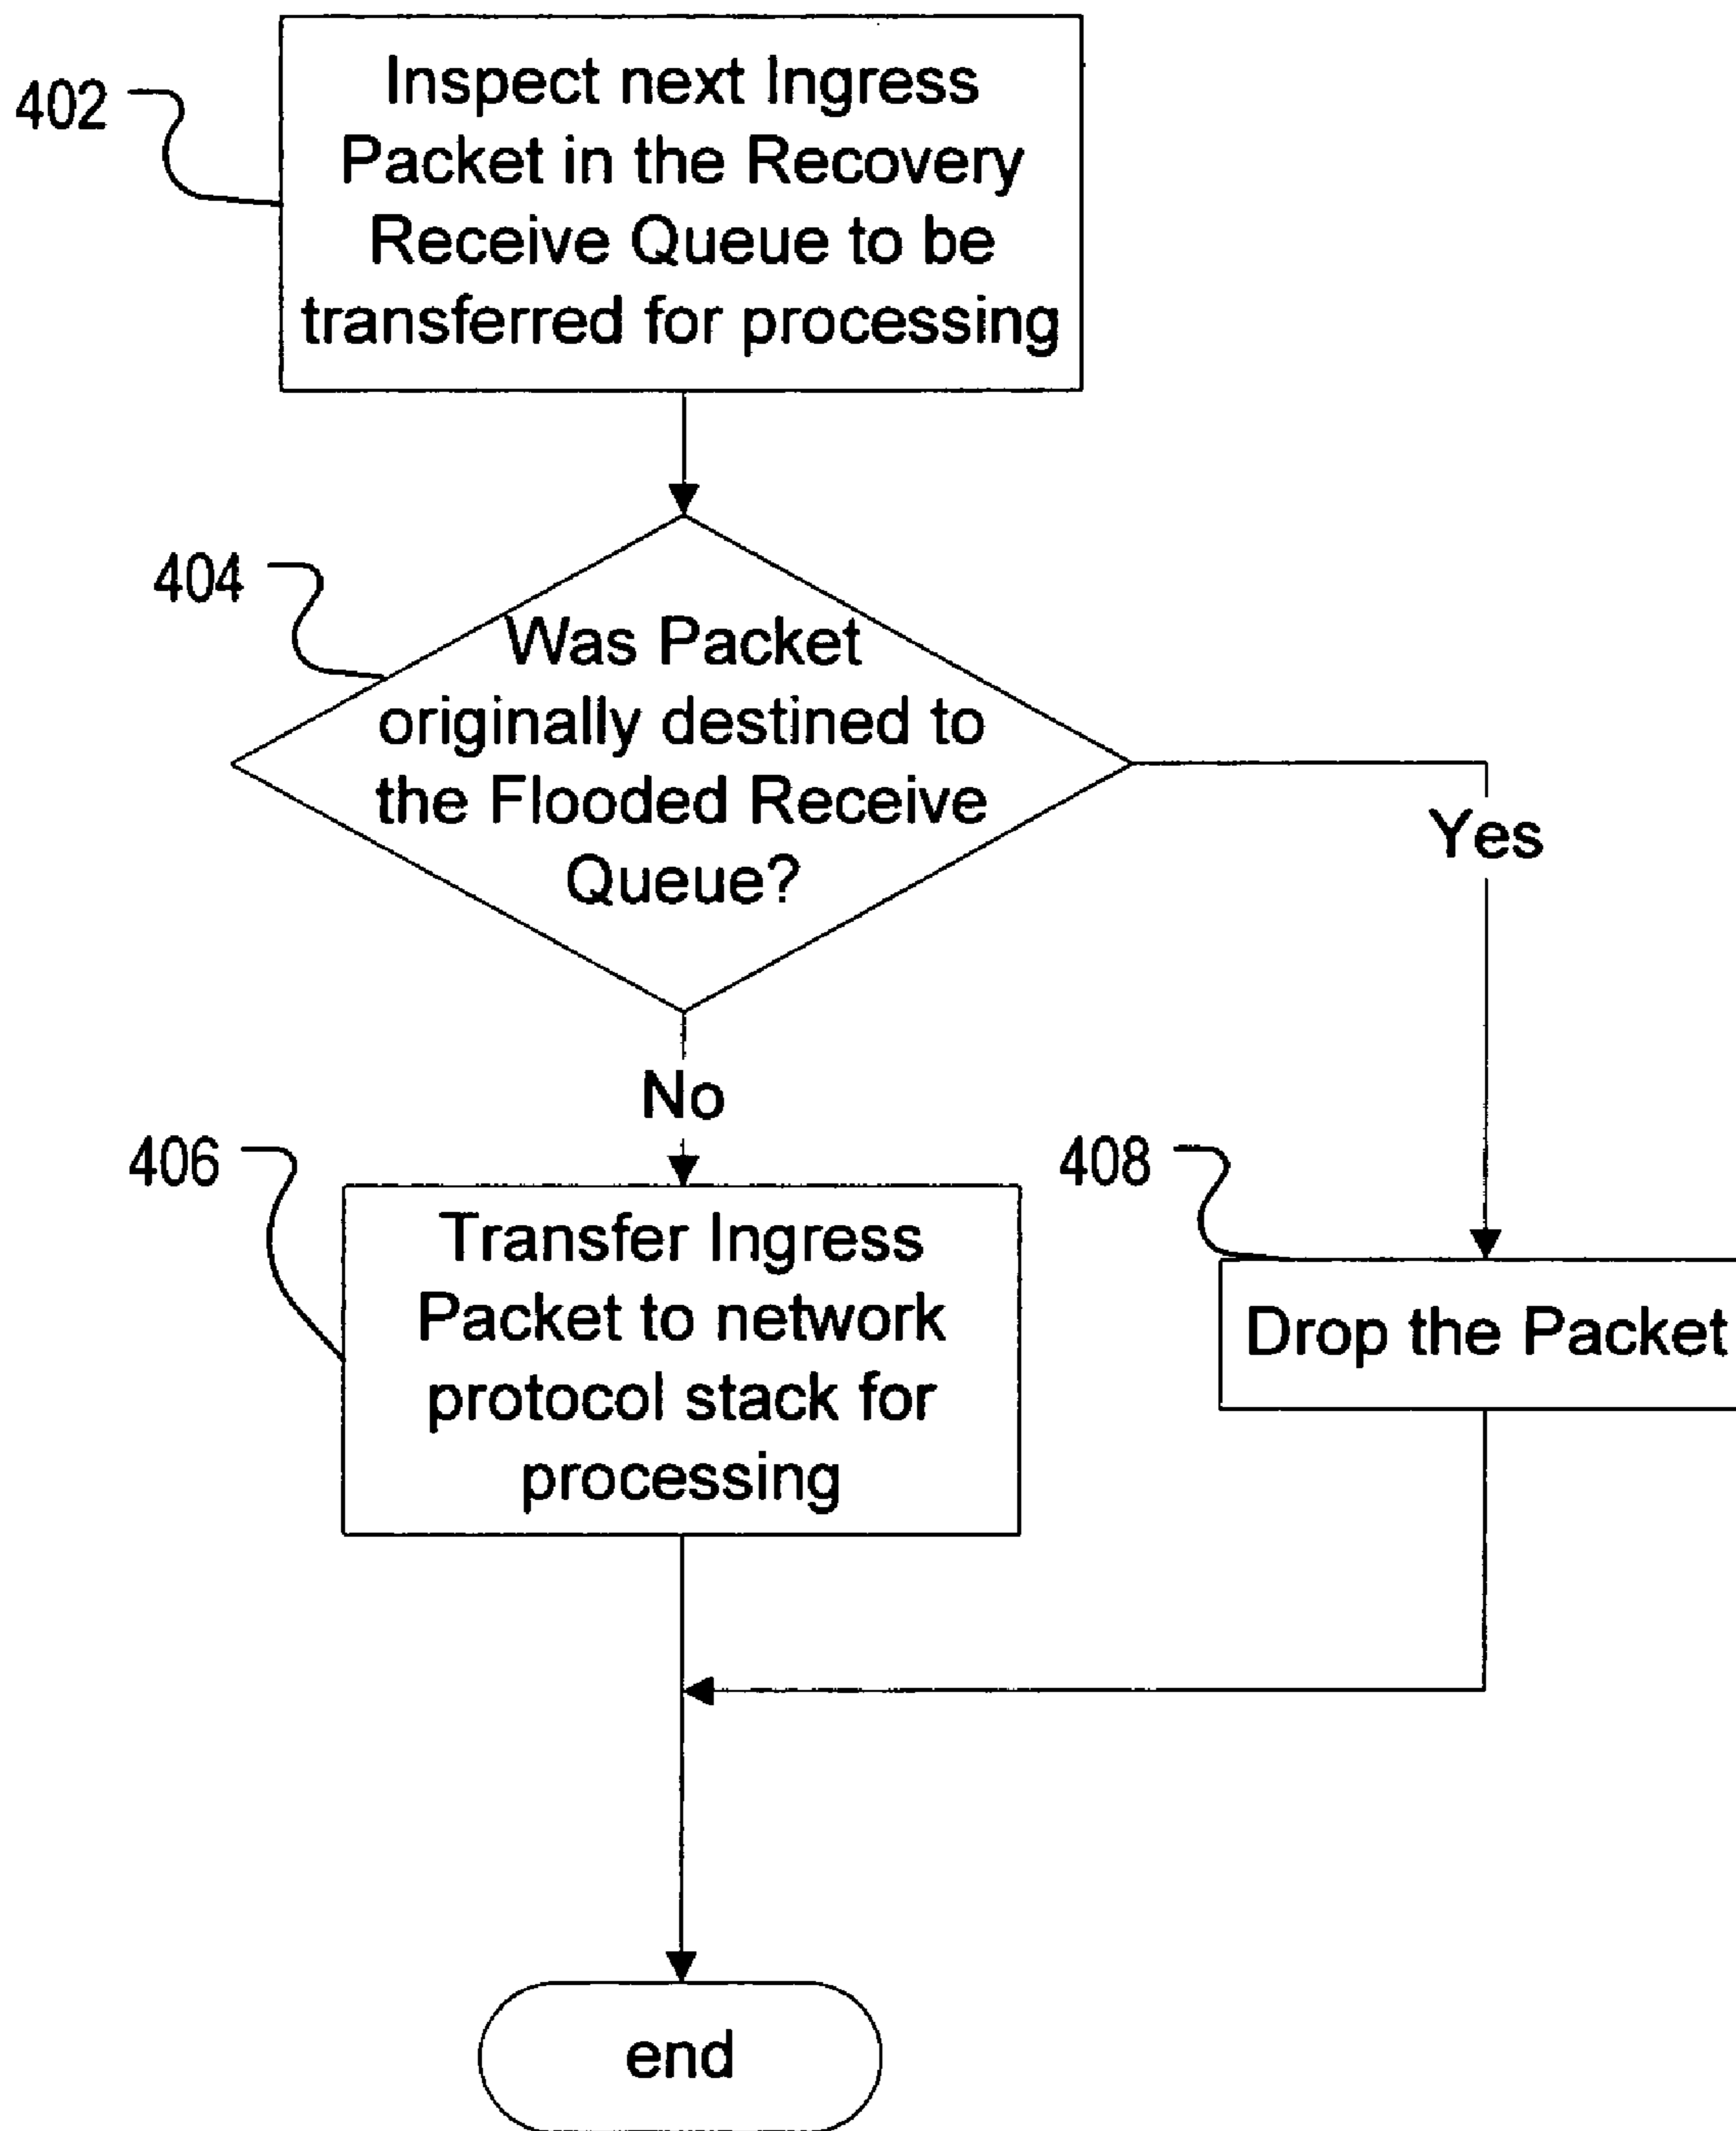 402
Inspect next Ingress
Packet in the Recovery
Receive Queue to be
transferred for processing
404
Was Packet
originally destined to
the Flooded Receive
Queue?
Yes
No
406
Transfer Ingress
Packet to network
protocol stack for
processing
408
Drop the Packet
end